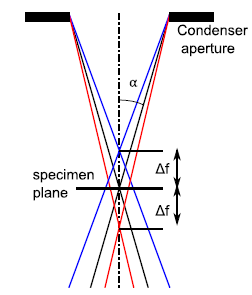 Condenser
aperture
α
Δf
specimen
plane
Δf